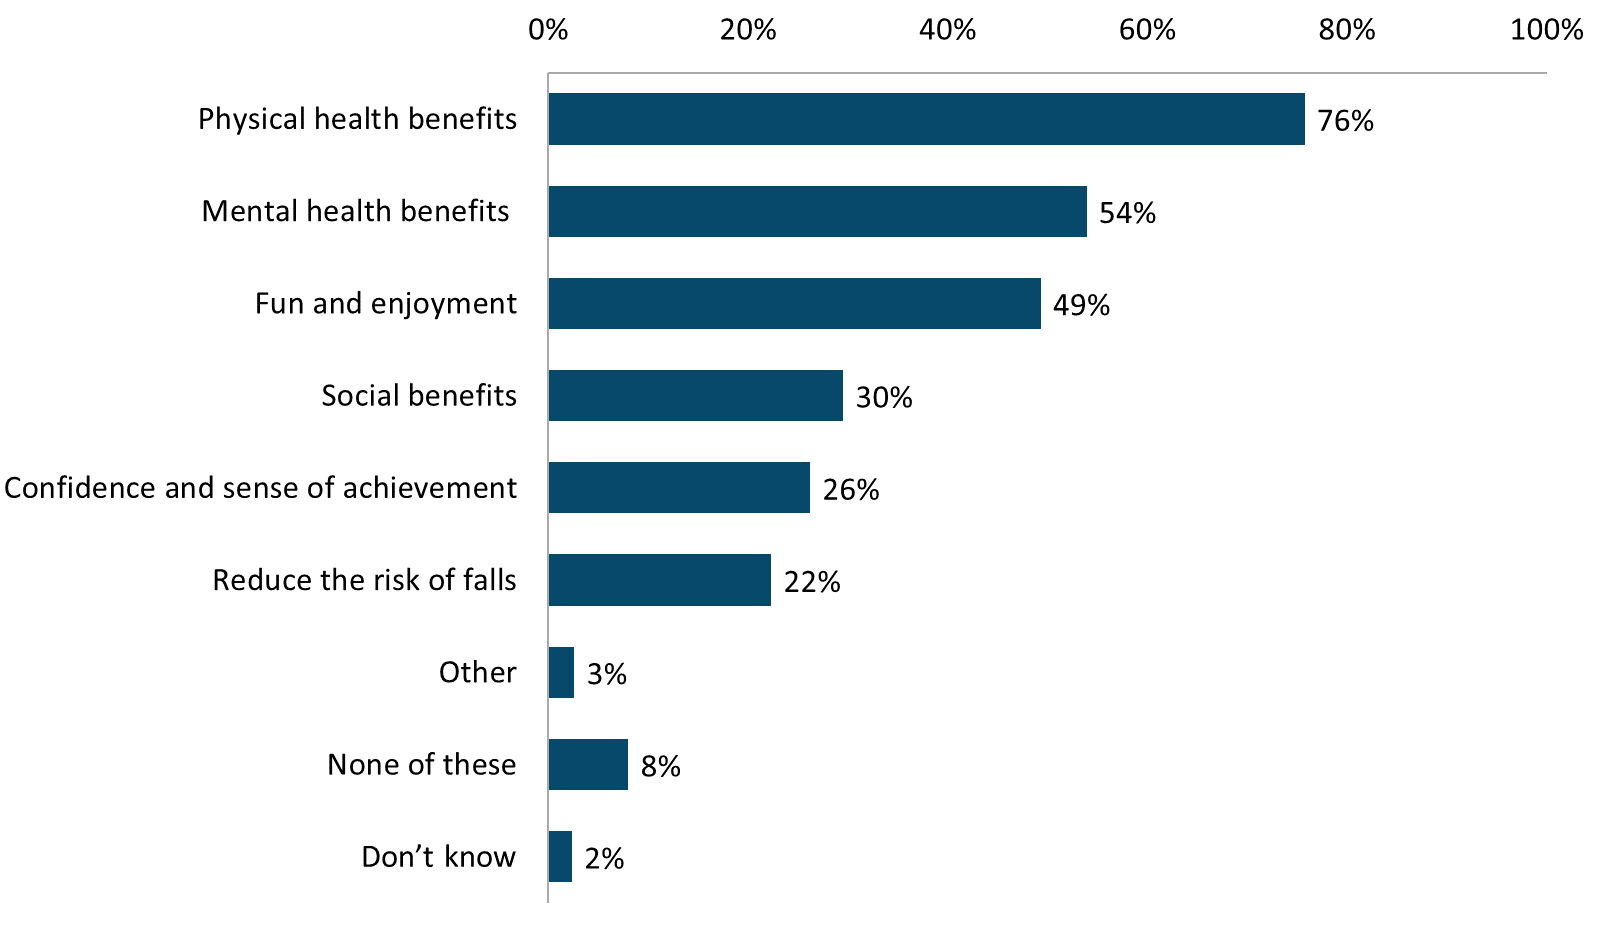 0% 20% 40% 60% 80% 100%
Physical health benefits 76%
Mental health benefits 54%
Fun and enjoyment 49%
Social benefits 30%
Confidence and sense of achievement 26%
Reduce the risk of falls 22%
Other 3%
None of these 8%
Don’t know 2%